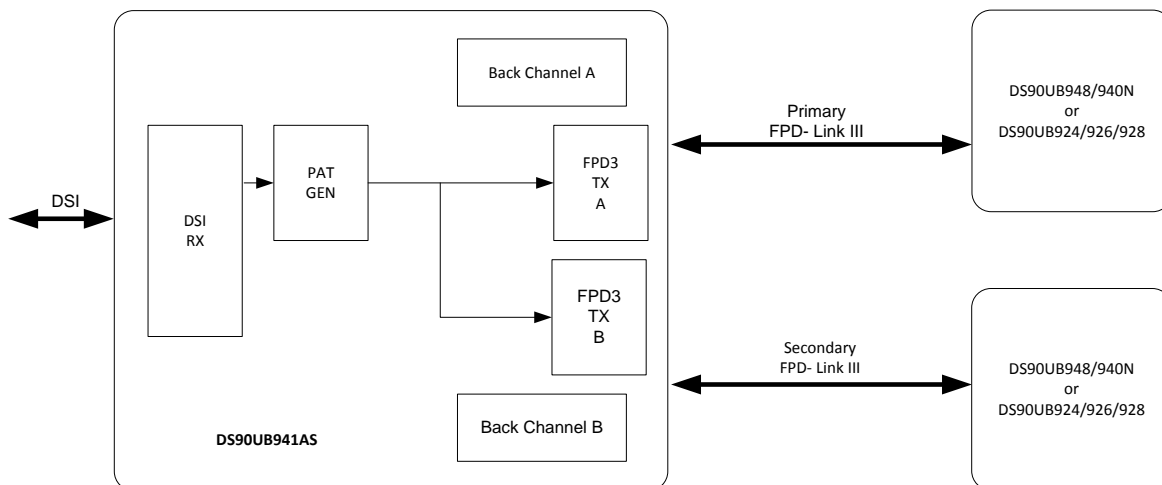 DSI
DSI
RX
PAT
GEN
Back Channel A
FPD3
TX
A
FPD3
TX
B
Back Channel B
DS90UB941AS
Primary
FPD- Link III
Secondary
FPD- Link III
DS90UB948/940N
or
DS90UB924/926/928
DS90UB948/940N
or
DS90UB924/926/928